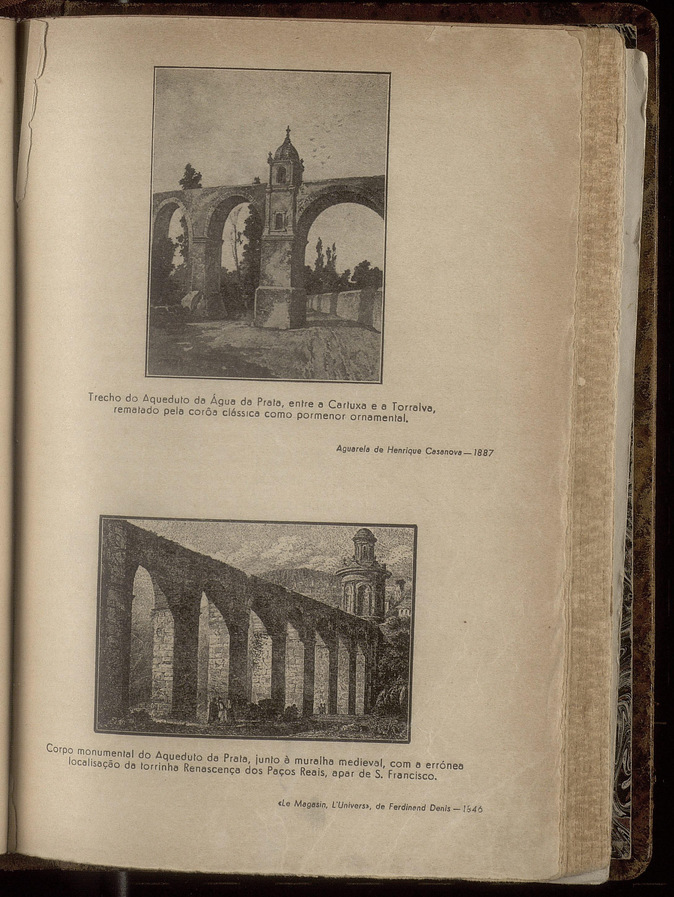 Trecho do Aqueduto da Água da Prata, entre a Cartuxa e a Torralva,
rematado pela corôa clássica como pormenor ornamental.
Aguarela de Henrique Casanova — 1887
Corpo monumental do Aqueduto da Prata, junto à muralha medieval, com a errónea
localisação da torrinha Renascença dos Paços Reais, apar de S. Francisco.
«Le Magasin, L'Univers», de Ferdinand Denis — 1846